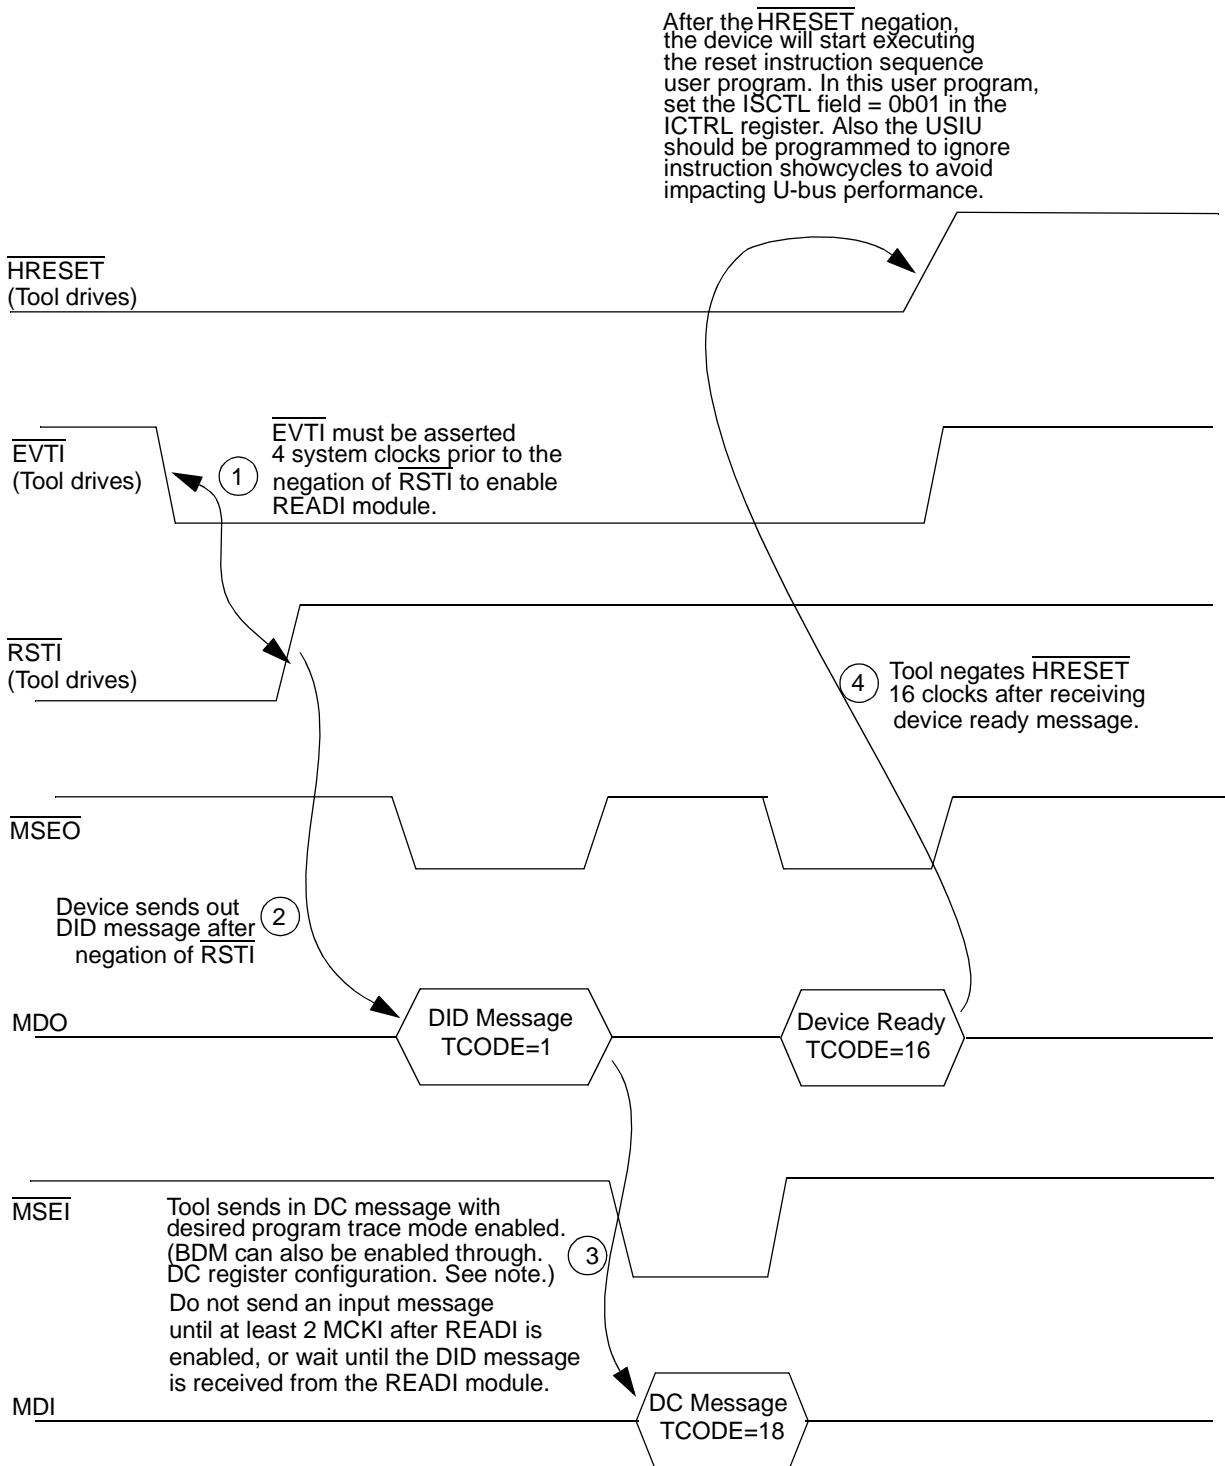 After the HRESET negation,
the device will start executing
the reset instruction sequence
user program. In this user program,
set the ISCTL field = 0b01 in the
ICTRL register. Also the USIU
should be programmed to ignore
instruction showcycles to avoid
impacting U-bus performance.
HRESET
(Tool drives)
EVTI
(Tool drives)
1
EVTI must be asserted
4 system clocks prior to the
negation of RSTI to enable
READI module.
RSTI
(Tool drives)
4
Tool negates HRESET
16 clocks after receiving
device ready message.
MSEO
Device sends out
DID message after
negation of RSTI
2
MDO
DID Message
TCODE=1
Device Ready
TCODE=16
MSEI
Tool sends in DC message with
desired program trace mode enabled.
(BDM can also be enabled through.
DC register configuration. See note.)
3
Do not send an input message
until at least 2 MCKI after READI is
enabled, or wait until the DID message
is received from the READI module.
MDI
DC Message
TCODE=18